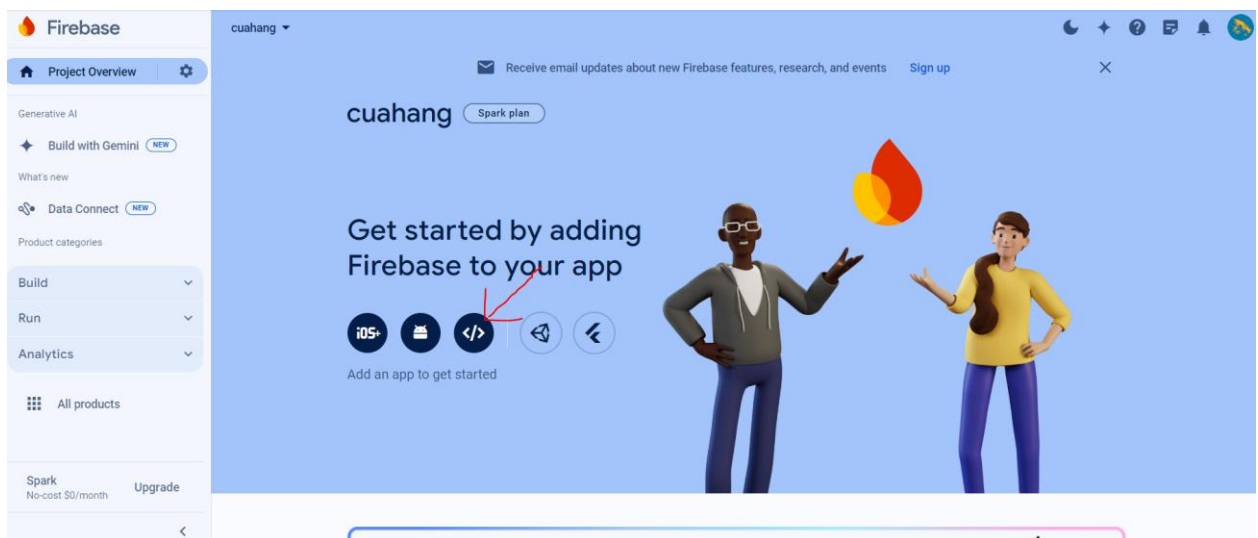 Firebase
cuahang
Project Overview
Receive email updates about new Firebase features, research, and events Sign up
Generative AI
Build with Gemini NEW
What's new
Data Connect NEW
Product categories
Build
Run
Analytics
All products
Spark
No-cost $0/month
Upgrade
cuahang Spark plan
Get started by adding
Firebase to your app
iOS+
</>
Add an app to get started